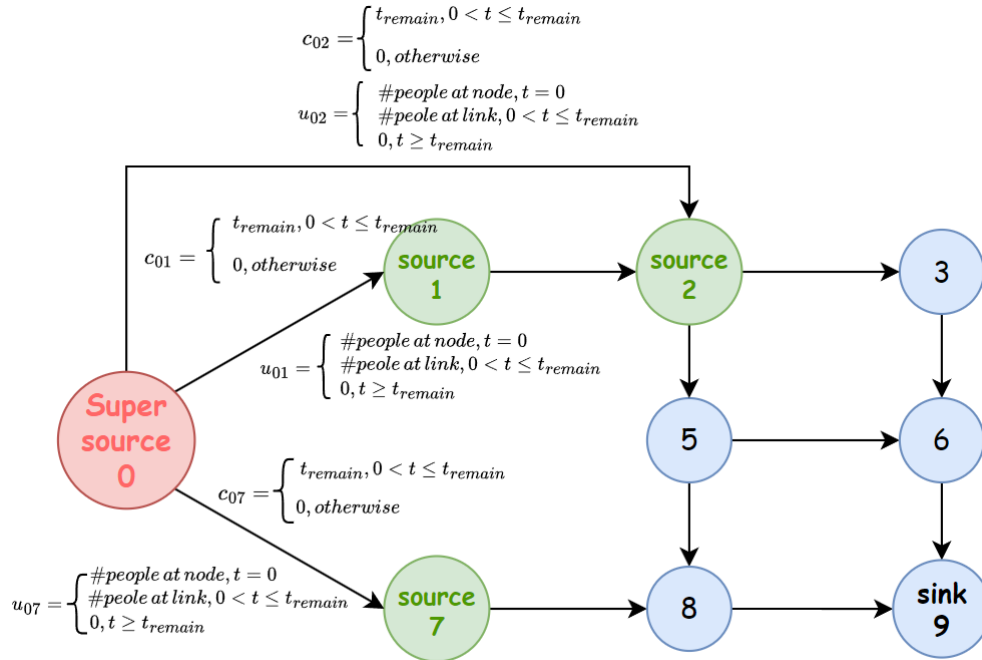 c₀₂ = { t_remain, 0 < t ≤ t_remain
0, otherwise
u₀₂ = { #people at node, t = 0
#peole at link, 0 < t ≤ t_remain
0, t ≥ t_remain
c₀₁ = { t_remain, 0 < t ≤ t_remain
0, otherwise
source
1
source
2
3
u₀₁ = { #people at node, t = 0
#peole at link, 0 < t ≤ t_remain
0, t ≥ t_remain
Super
source
0
5
6
c₀₇ = { t_remain, 0 < t ≤ t_remain
0, otherwise
u₀₇ = { #people at node, t = 0
#peole at link, 0 < t ≤ t_remain
0, t ≥ t_remain
source
7
8
sink
9